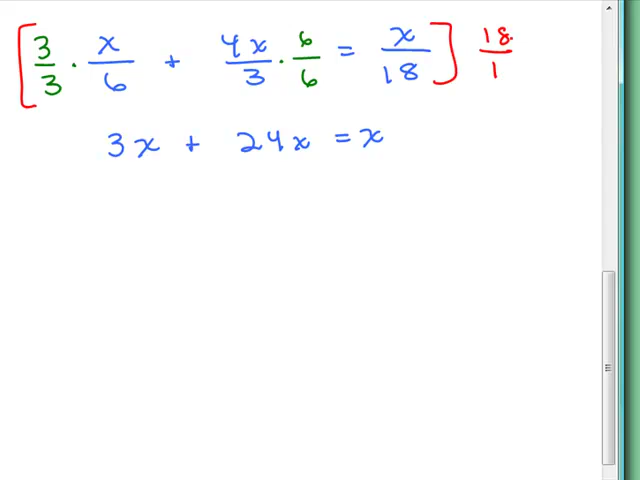 [3/3 · x/6 + 4x/3 · 6/6 = x/18] 18/1
3x + 24x = x